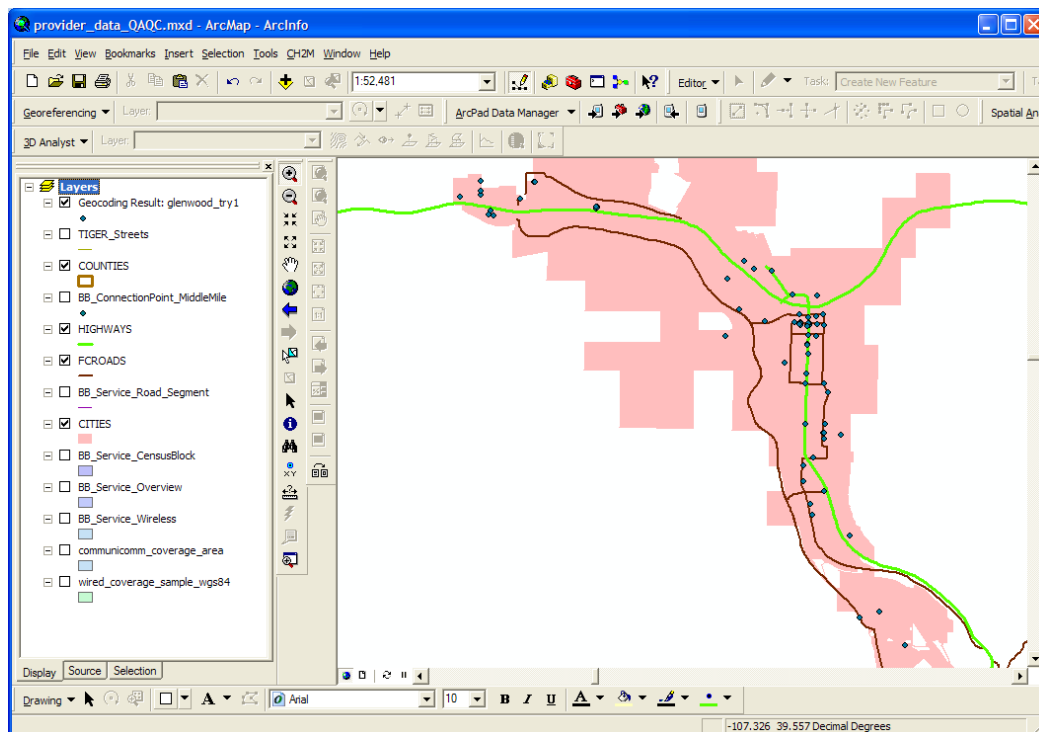 provider_data_QAQC.mxd - ArcMap - ArcInfo
File Edit View Bookmarks Insert Selection Tools CH2M Window Help
1:52,481 Editor Task: Create New Feature
Georeferencing Layer: ArcPad Data Manager Spatial An
3D Analyst Layer:
Layers
Geocoding Result: glenwood_try1
TIGER_Streets
COUNTIES
BB_ConnectionPoint_MiddleMile
HIGHWAYS
FCROADS
BB_Service_Road_Segment
CITIES
BB_Service_CensusBlock
BB_Service_Overview
BB_Service_Wireless
communicomm_coverage_area
wired_coverage_sample_wgs84
Display Source Selection
Drawing A Arial 10 B I U A
-107.326 39.557 Decimal Degrees